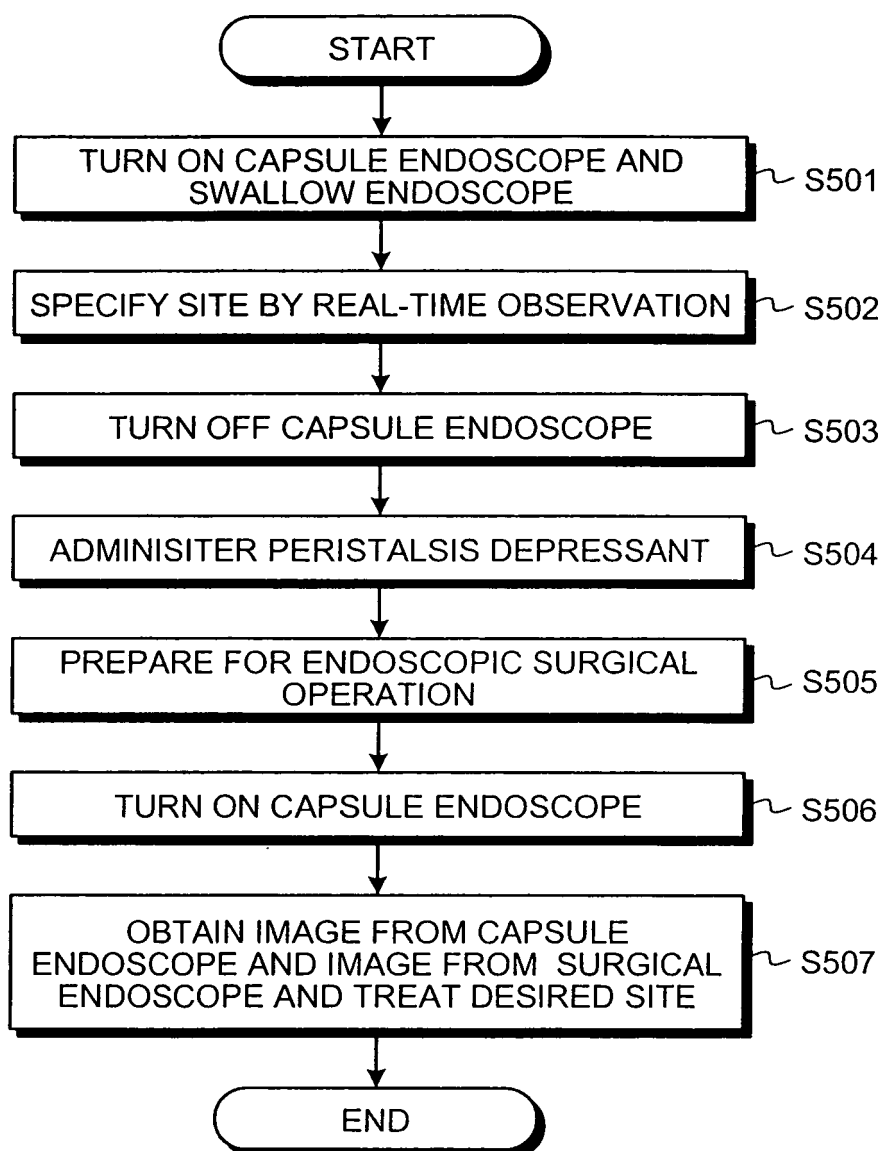 START
TURN ON CAPSULE ENDOSCOPE AND
SWALLOW ENDOSCOPE
S501
SPECIFY SITE BY REAL-TIME OBSERVATION
S502
TURN OFF CAPSULE ENDOSCOPE
S503
ADMINISITER PERISTALSIS DEPRESSANT
S504
PREPARE FOR ENDOSCOPIC SURGICAL
OPERATION
S505
TURN ON CAPSULE ENDOSCOPE
S506
OBTAIN IMAGE FROM CAPSULE
ENDOSCOPE AND IMAGE FROM SURGICAL
ENDOSCOPE AND TREAT DESIRED SITE
S507
END